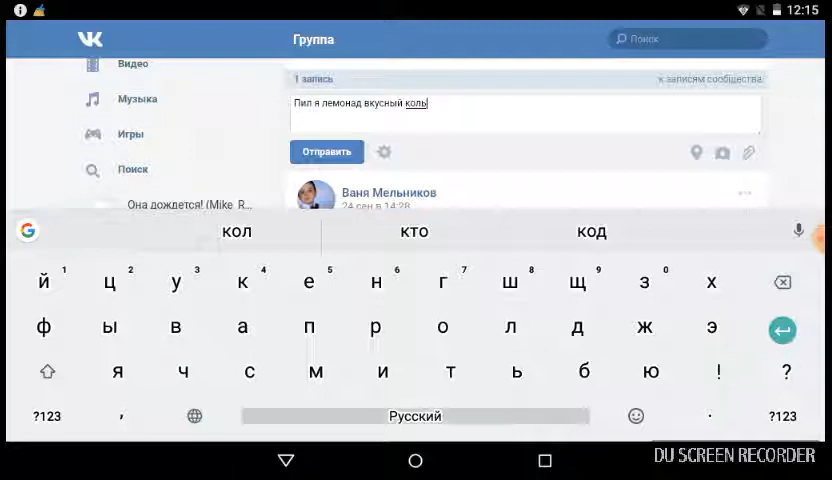 12:15
Группа
Поиск
Видео
Музыка
Игры
Поиск
Она дождется! (Mike R...
1 запись
к записям сообщества
Пил я лемонад вкусный коль
Отправить
Ваня Мельников
24 сен в 14:28
кол кто код
й 1 ц 2 у 3 к 4 е 5 н 6 г 7 ш 8 щ 9 з 0 х
ф ы в а п р о л д ж э
я ч с м и т ь б ю ! ?
?123 , Русский . ?123
DU SCREEN RECORDER